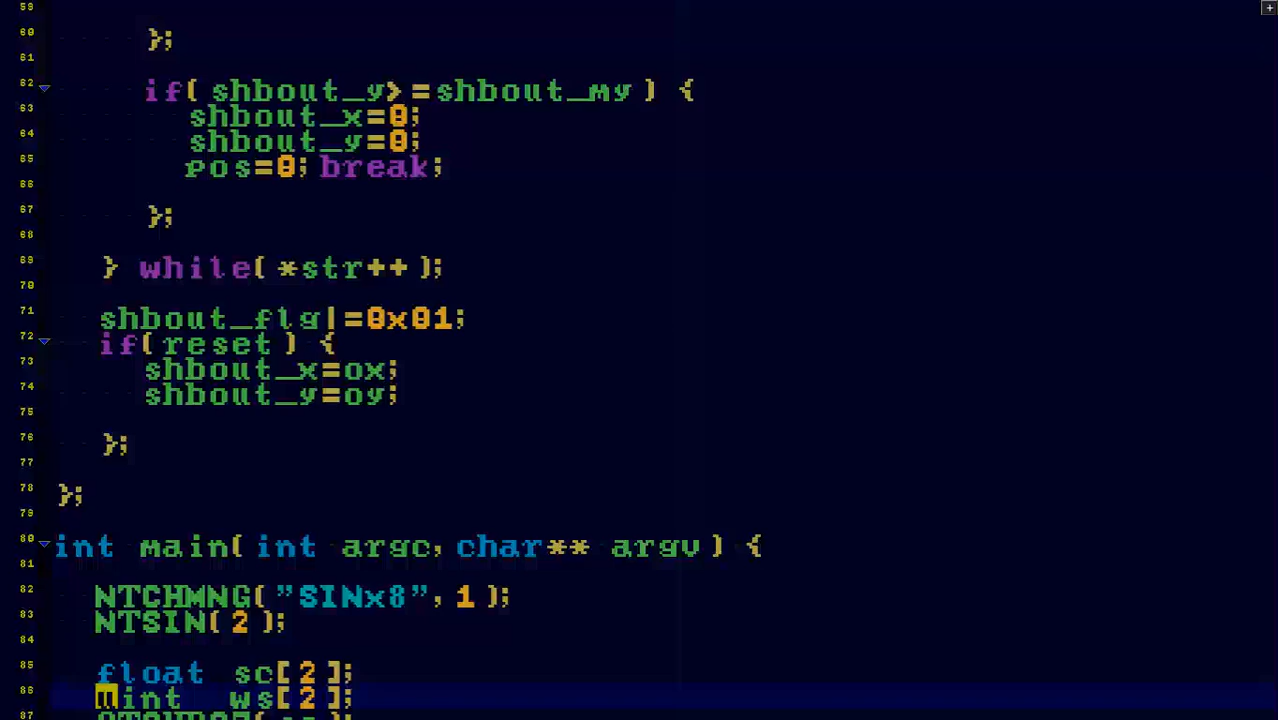 59
60 };
61
62 if( shbout_y>=shbout_my ) {
63 shbout_x=0;
64 shbout_y=0;
65 pos=0; break;
66
67 };
68
69 } while( *str++ );
70
71 shbout_flg|=0x01;
72 if( reset ) {
73 shbout_x=ox;
74 shbout_y=oy;
75
76 };
77
78 };
79
80 int main( int argc, char** argv ) {
81
82 NTCHMNG( "SINx8", 1 );
83 NTSIN( 2 );
84
85 float sc[ 2 ];
86 mint ws[ 2 ];
87